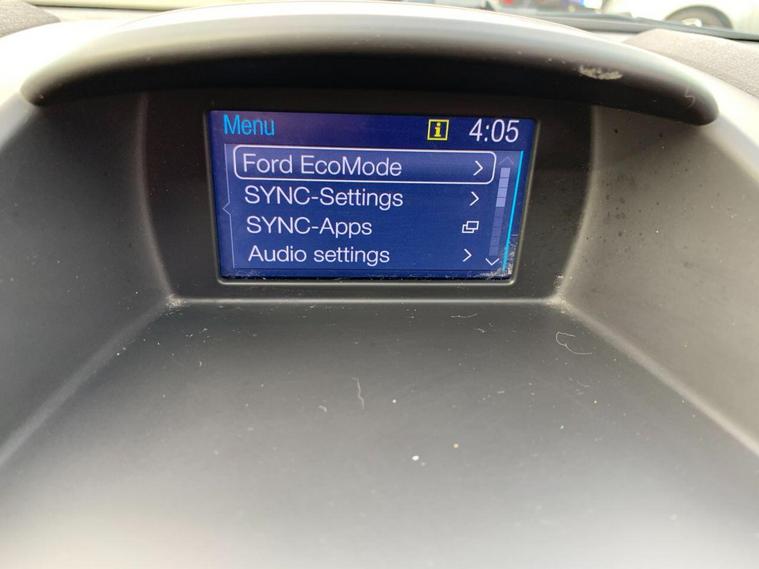 Menu i 4:05
Ford EcoMode
SYNC-Settings
SYNC-Apps
Audio settings